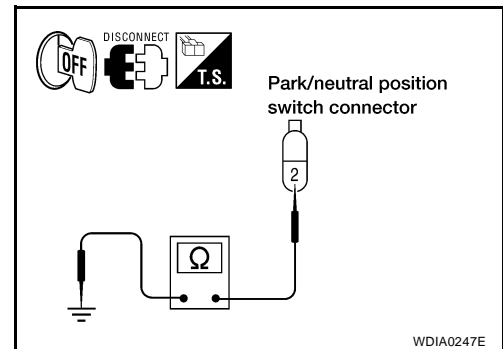 OFF
DISCONNECT
T.S.
Park/neutral position
switch connector
2
Ω
WDIA0247E